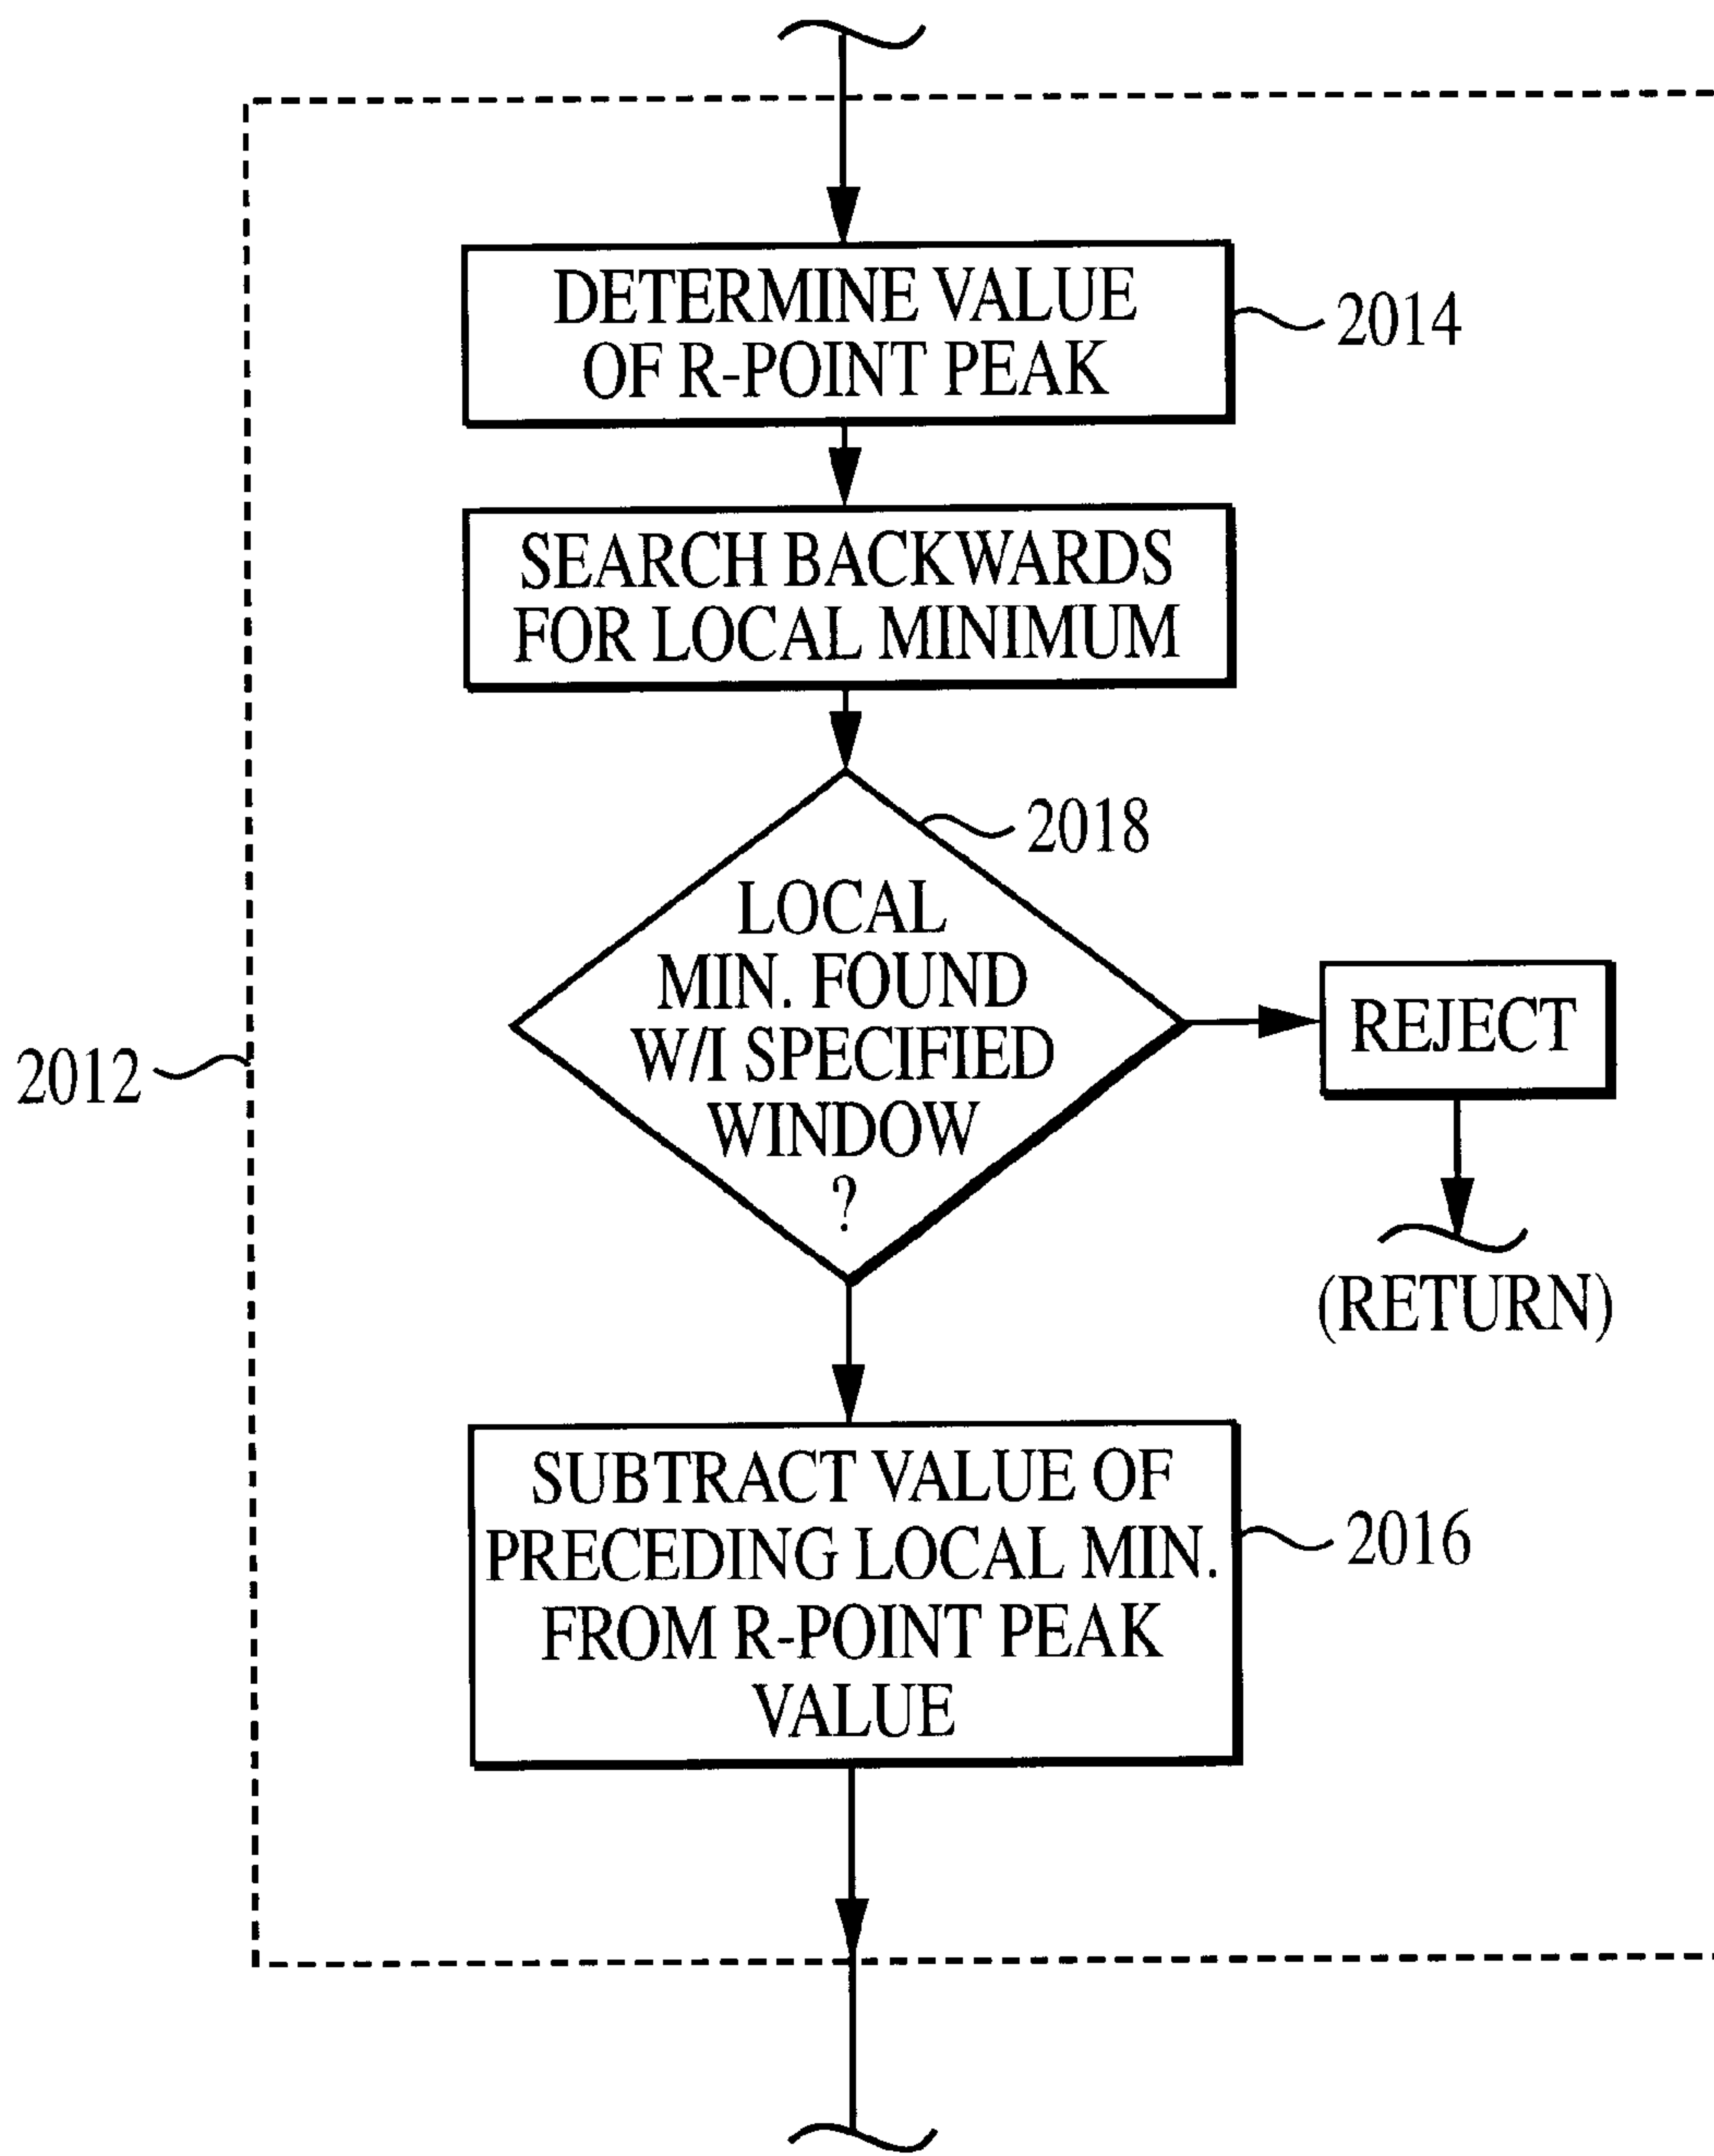 DETERMINE VALUE
OF R-POINT PEAK
2014
SEARCH BACKWARDS
FOR LOCAL MINIMUM
2018
LOCAL
MIN. FOUND
W/I SPECIFIED
WINDOW
?
REJECT
2012
(RETURN)
SUBTRACT VALUE OF
PRECEDING LOCAL MIN.
FROM R-POINT PEAK
VALUE
2016